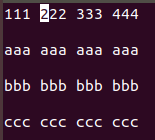 111 222 333 444
aaa aaa aaa aaa
bbb bbb bbb bbb
ccc ccc ccc ccc